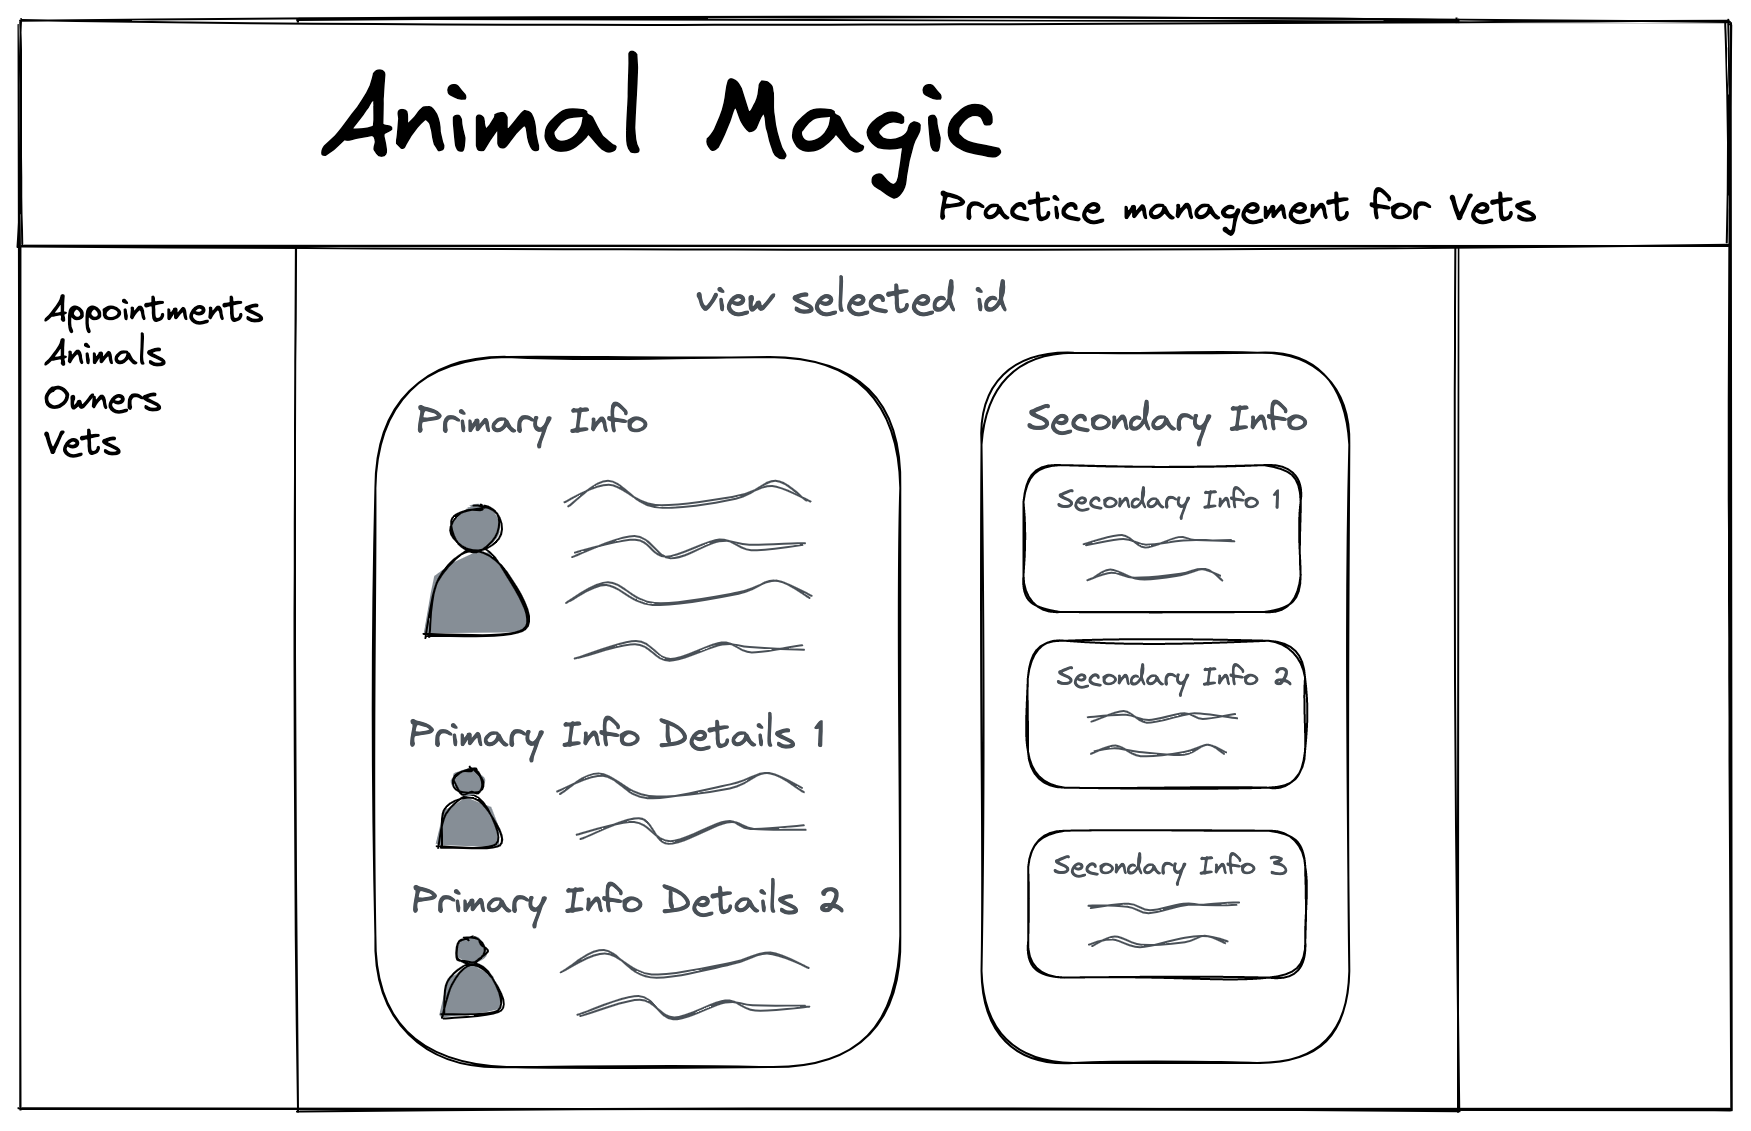 Animal Magic
Practice management for Vets
Appointments
Animals
Owners
Vets
view selected id
Primary Info
Primary Info Details 1
Primary Info Details 2
Secondary Info
Secondary Info 1
Secondary Info 2
Secondary Info 3